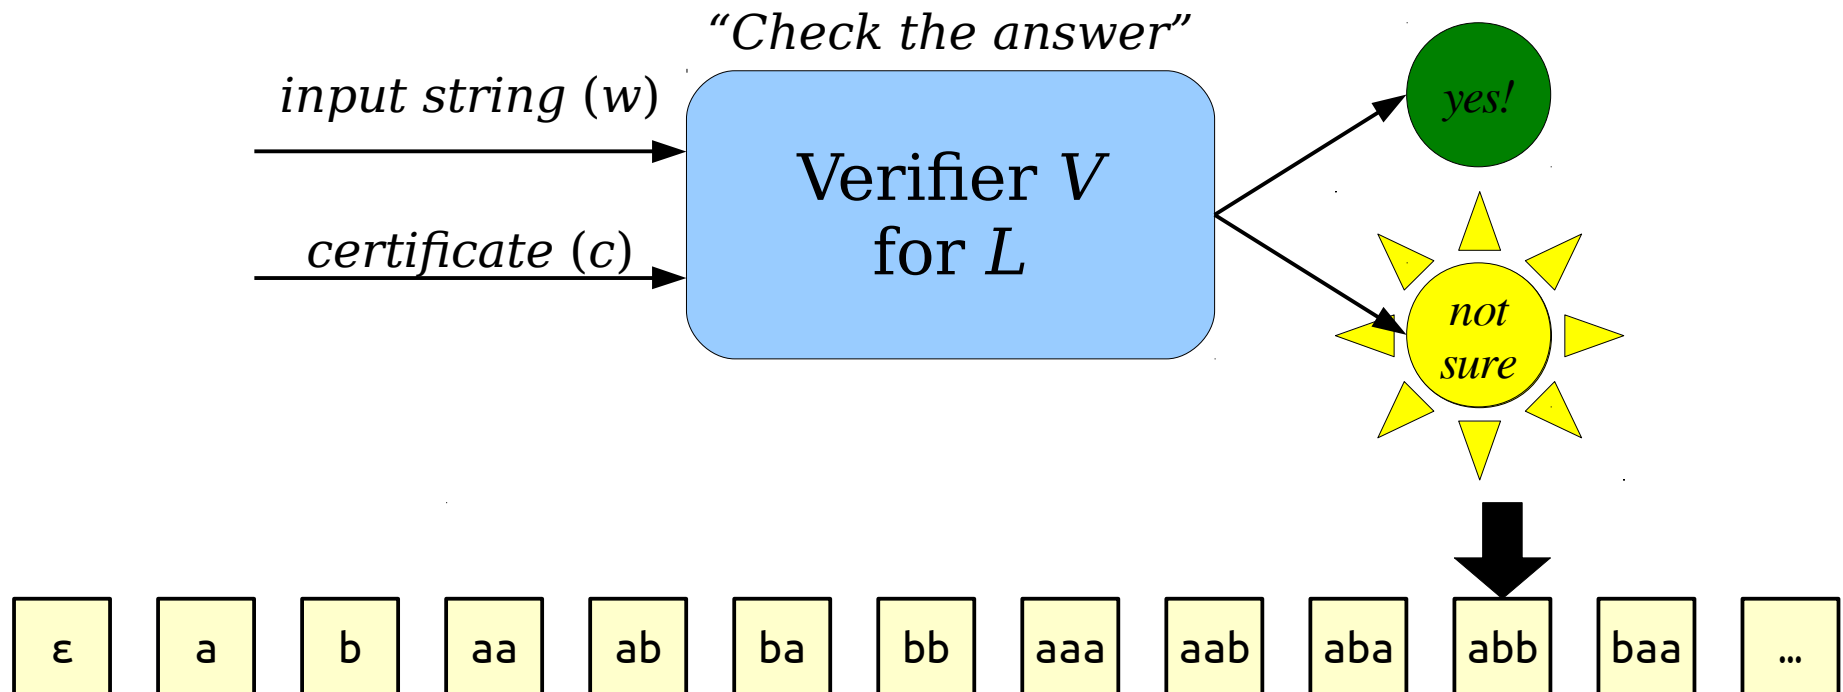 “Check the answer”
input string (w)
certificate (c)
Verifier V
for L
yes!
not
sure
ε a b aa ab ba bb aaa aab aba abb baa …